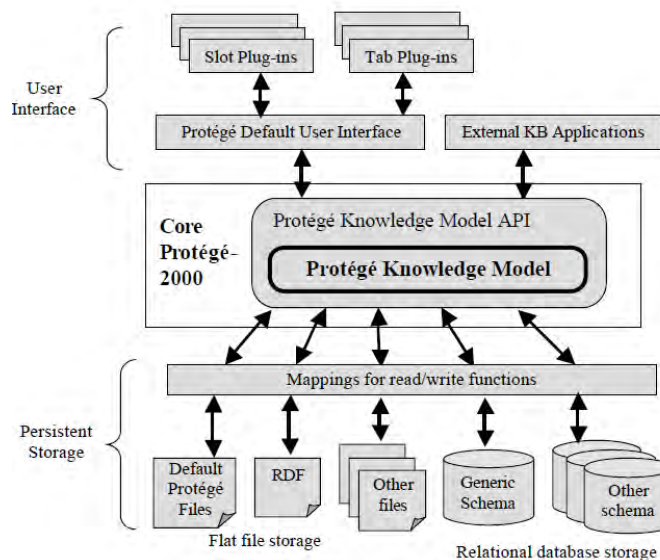 Slot Plug-ins
Tab Plug-ins
User
Interface
Protégé Default User Interface
External KB Applications
Protégé Knowledge Model API
Core
Protégé-
2000
Protégé Knowledge Model
Mappings for read/write functions
Persistent
Storage
Default
Protégé
Files
RDF
Other
files
Generic
Schema
Other
schema
Flat file storage
Relational database storage